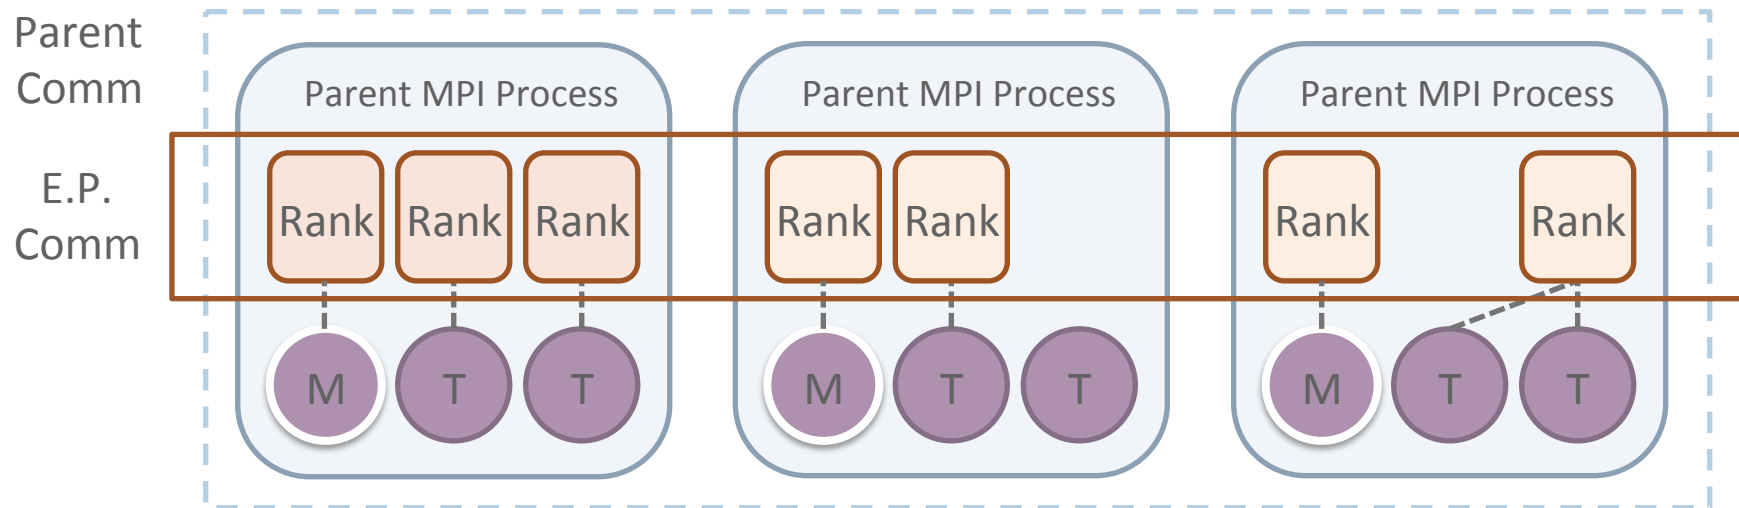 Parent
Comm
Parent MPI Process Parent MPI Process Parent MPI Process
E.P.
Comm
Rank Rank Rank Rank Rank Rank Rank
M T T M T T M T T